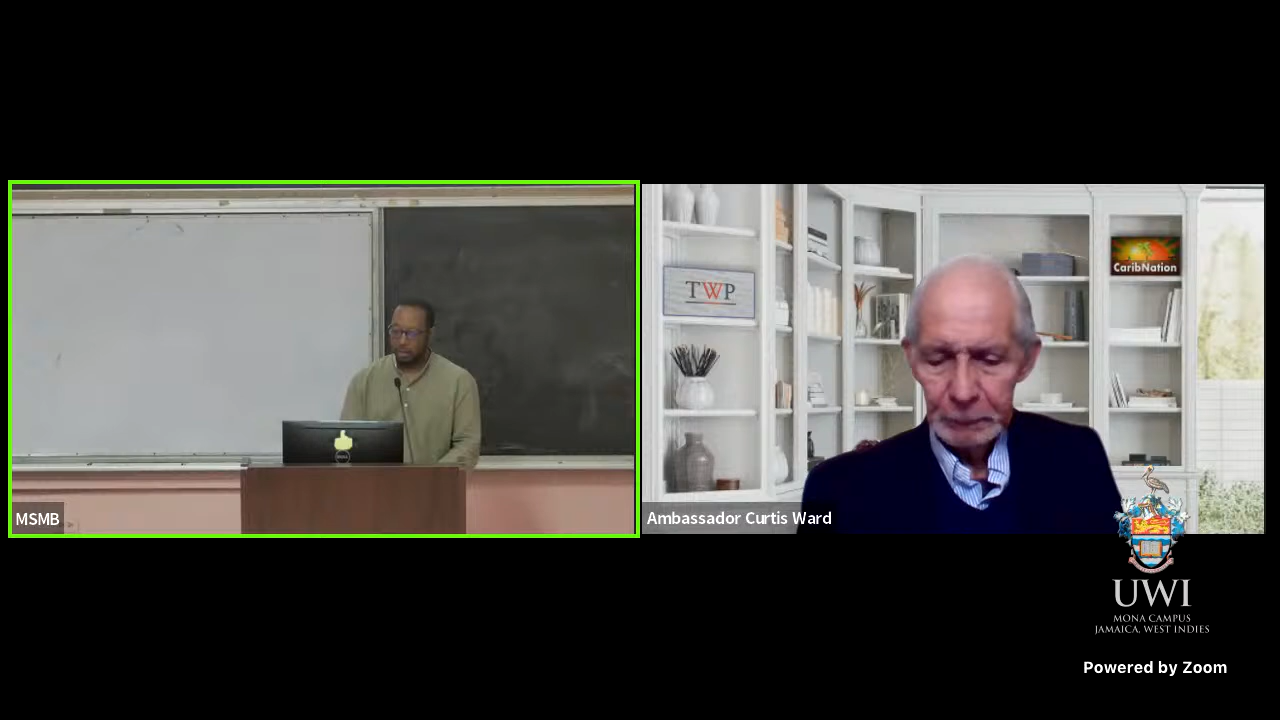 TWP
CaribNation
MSMB
Ambassador Curtis Ward
UWI
MONA CAMPUS
JAMAICA, WEST INDIES
Powered by Zoom